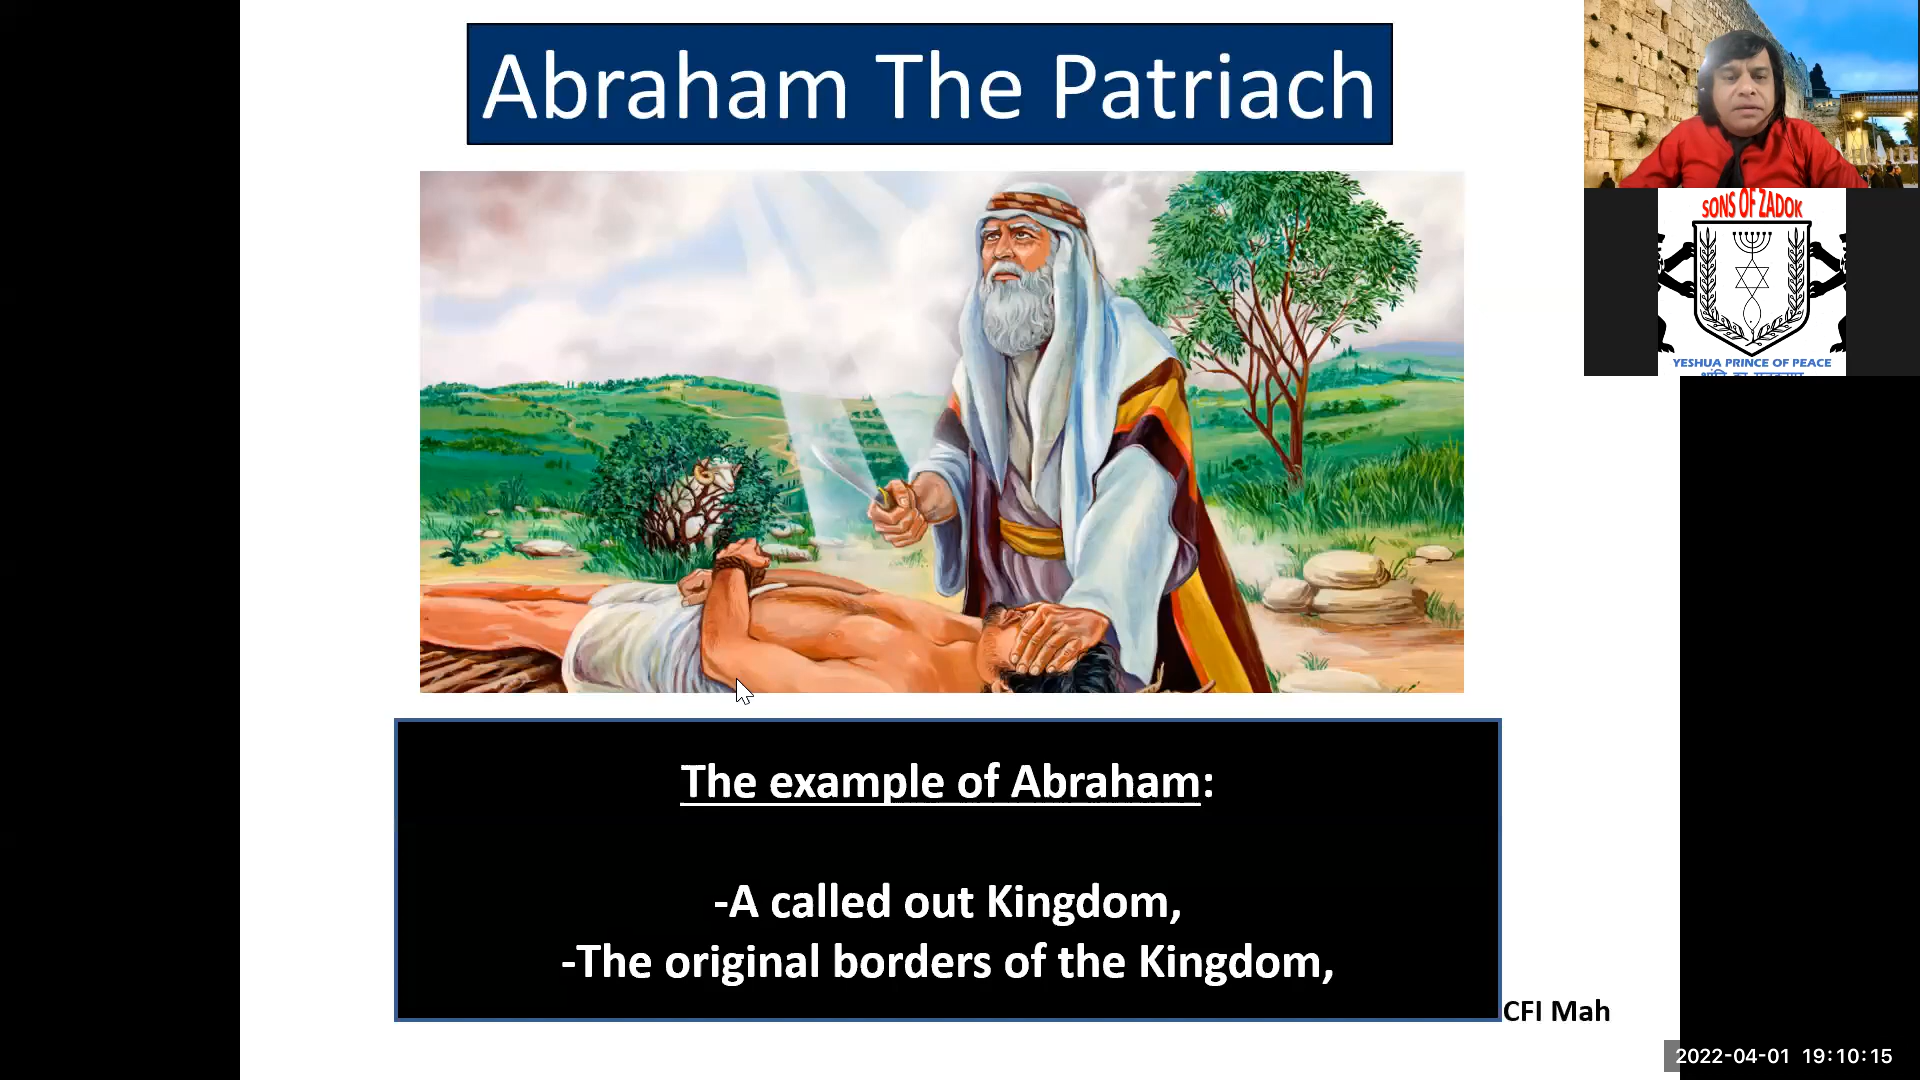 Abraham The Patriach
SONS OF ZADOK
YESHUA PRINCE OF PEACE
The example of Abraham:
-A called out Kingdom,
-The original borders of the Kingdom,
CFI Mah
2022-04-01 19:10:15